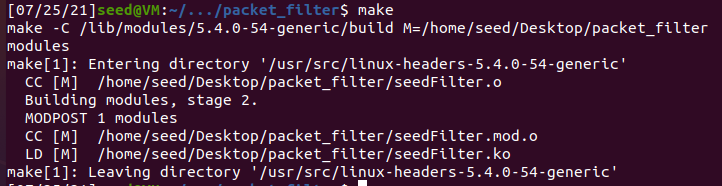 [07/25/21]seed@VM:~/.../packet_filter$ make
make -C /lib/modules/5.4.0-54-generic/build M=/home/seed/Desktop/packet_filter
modules
make[1]: Entering directory '/usr/src/linux-headers-5.4.0-54-generic'
  CC [M]  /home/seed/Desktop/packet_filter/seedFilter.o
  Building modules, stage 2.
  MODPOST 1 modules
  CC [M]  /home/seed/Desktop/packet_filter/seedFilter.mod.o
  LD [M]  /home/seed/Desktop/packet_filter/seedFilter.ko
make[1]: Leaving directory '/usr/src/linux-headers-5.4.0-54-generic'